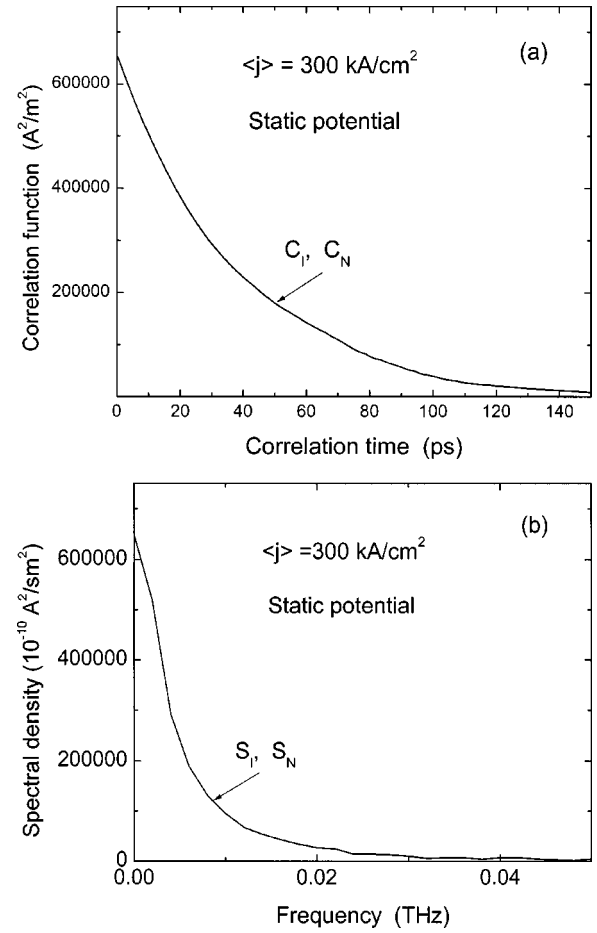 (a)
<j> = 300 kA/cm²
Static potential
C_I, C_N
Correlation function (A²/m²)
600000
400000
200000
0
0 20 40 60 80 100 120 140
Correlation time (ps)
(b)
<j> =300 kA/cm²
Static potential
S_I, S_N
Spectral density (10⁻¹⁰ A²/sm²)
600000
400000
200000
0
0.00 0.02 0.04
Frequency (THz)